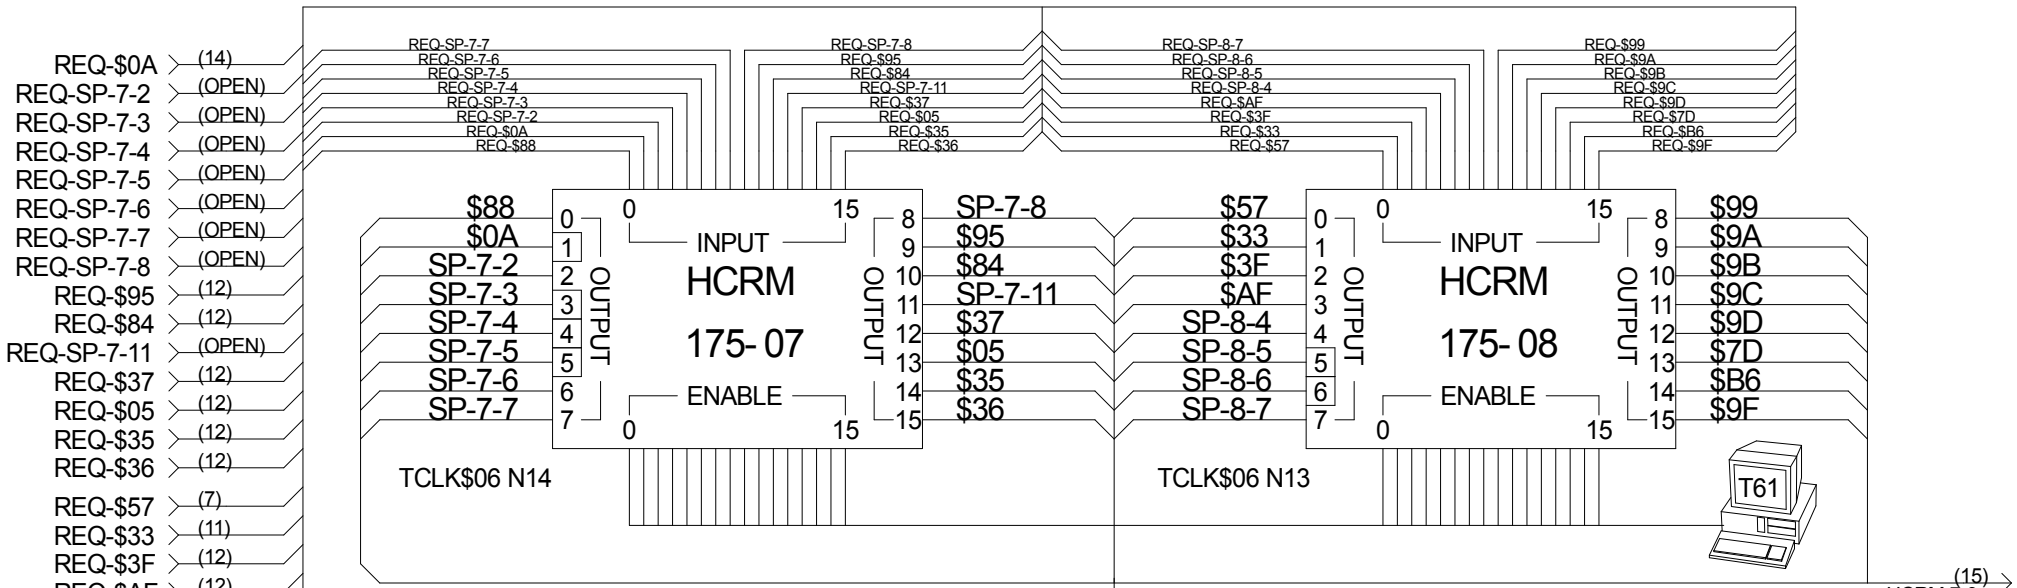 REQ-$0A (14)
REQ-SP-7-2 (OPEN)
REQ-SP-7-3 (OPEN)
REQ-SP-7-4 (OPEN)
REQ-SP-7-5 (OPEN)
REQ-SP-7-6 (OPEN)
REQ-SP-7-7 (OPEN)
REQ-SP-7-8 (OPEN)
REQ-$95 (12)
REQ-$84 (12)
REQ-SP-7-11 (OPEN)
REQ-$37 (12)
REQ-$05 (12)
REQ-$35 (12)
REQ-$36 (12)
REQ-$57 (7)
REQ-$33 (11)
REQ-$3F (12)
REQ-$AF (12)
REQ-SP-7-7
REQ-SP-7-6
REQ-SP-7-5
REQ-SP-7-4
REQ-SP-7-3
REQ-SP-7-2
REQ-$0A
REQ-$88
REQ-SP-7-8
REQ-$95
REQ-$84
REQ-SP-7-11
REQ-$37
REQ-$05
REQ-$35
REQ-$36
$88 0
$0A 1
SP-7-2 2
SP-7-3 3
SP-7-4 4
SP-7-5 5
SP-7-6 6
SP-7-7 7
OUTPUT
0 15
INPUT
HCRM
175-07
ENABLE
0 15
OUTPUT
8 SP-7-8
9 $95
10 $84
11 SP-7-11
12 $37
13 $05
14 $35
15 $36
TCLK$06 N14
REQ-SP-8-7
REQ-SP-8-6
REQ-SP-8-5
REQ-SP-8-4
REQ-$AF
REQ-$3F
REQ-$33
REQ-$57
REQ-$99
REQ-$9A
REQ-$9B
REQ-$9C
REQ-$9D
REQ-$7D
REQ-$B6
REQ-$9F
$57 0
$33 1
$3F 2
$AF 3
SP-8-4 4
SP-8-5 5
SP-8-6 6
SP-8-7 7
OUTPUT
0 15
INPUT
HCRM
175-08
ENABLE
0 15
OUTPUT
8 $99
9 $9A
10 $9B
11 $9C
12 $9D
13 $7D
14 $B6
15 $9F
TCLK$06 N13
T61
(15)